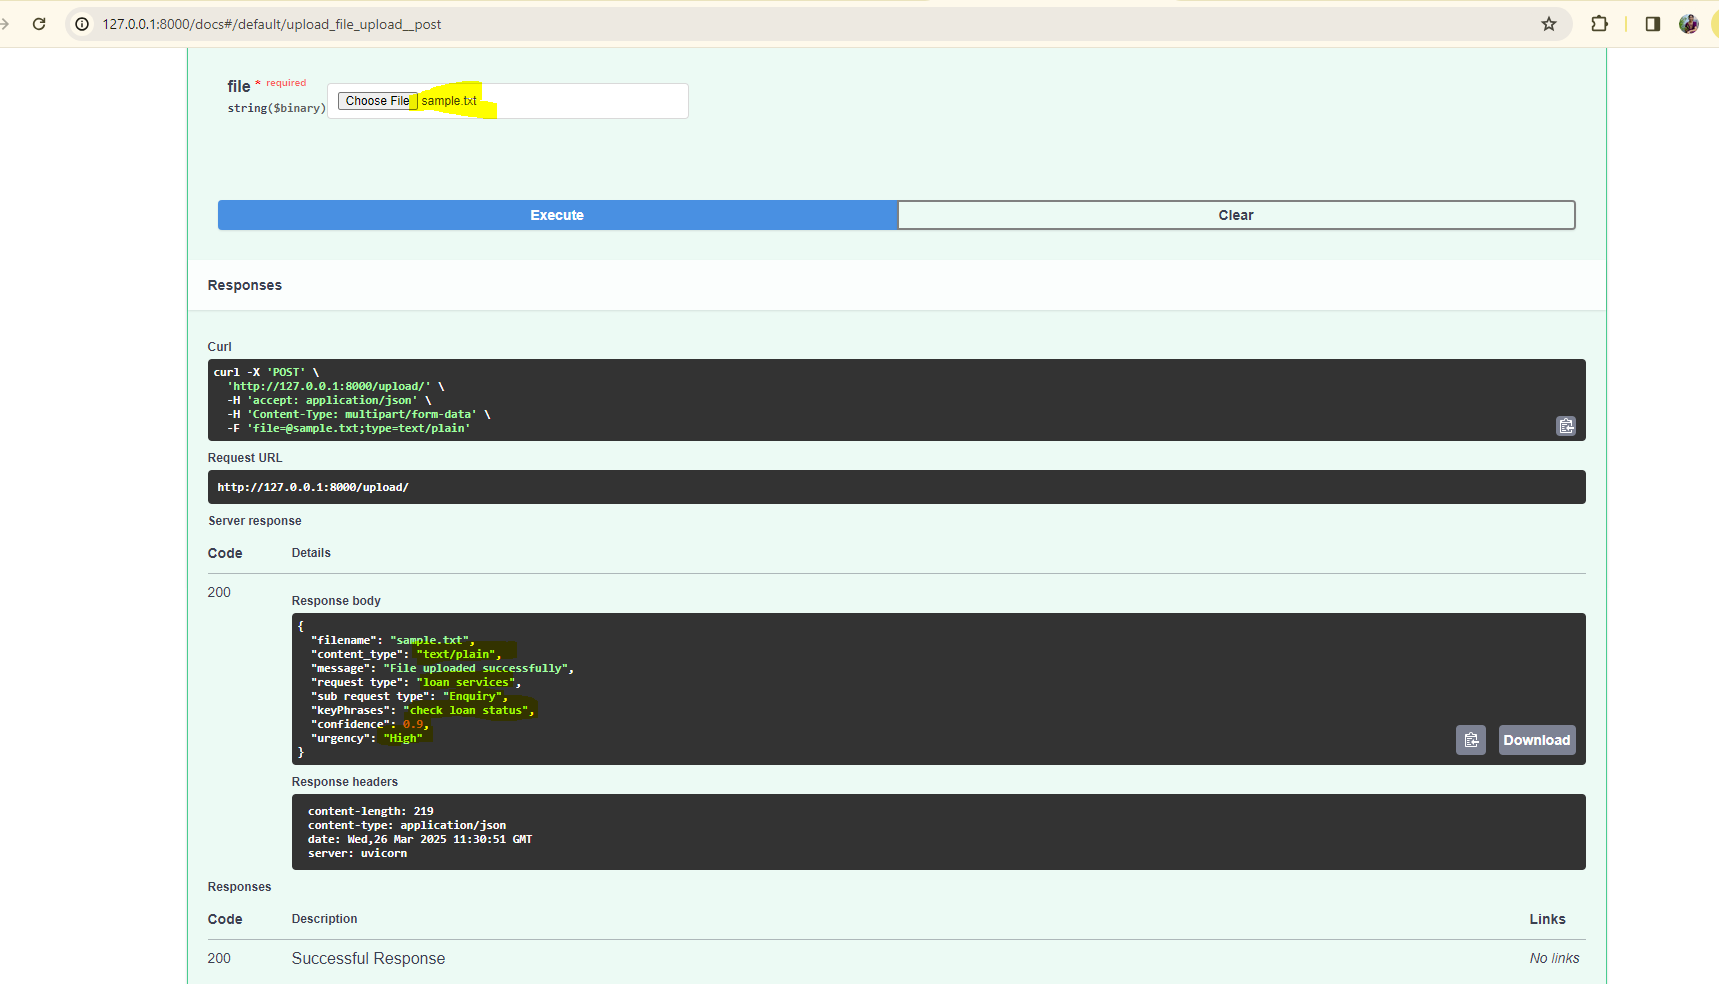 127.0.0.1:8000/docs#/default/upload_file_upload__post
file * required
string($binary)
Choose File sample.txt
Execute
Clear
Responses
Curl
curl -X 'POST' \
'http://127.0.0.1:8000/upload/' \
-H 'accept: application/json' \
-H 'Content-Type: multipart/form-data' \
-F 'file=@sample.txt;type=text/plain'
Request URL
http://127.0.0.1:8000/upload/
Server response
Code Details
200
Response body
{
"filename": "sample.txt",
"content_type": "text/plain",
"message": "File uploaded successfully",
"request type": "loan services",
"sub request type": "Enquiry",
"keyPhrases": "check loan status",
"confidence": 0.9,
"urgency": "High"
}
Download
Response headers
content-length: 219
content-type: application/json
date: Wed,26 Mar 2025 11:30:51 GMT
server: uvicorn
Responses
Code Description Links
200 Successful Response No links